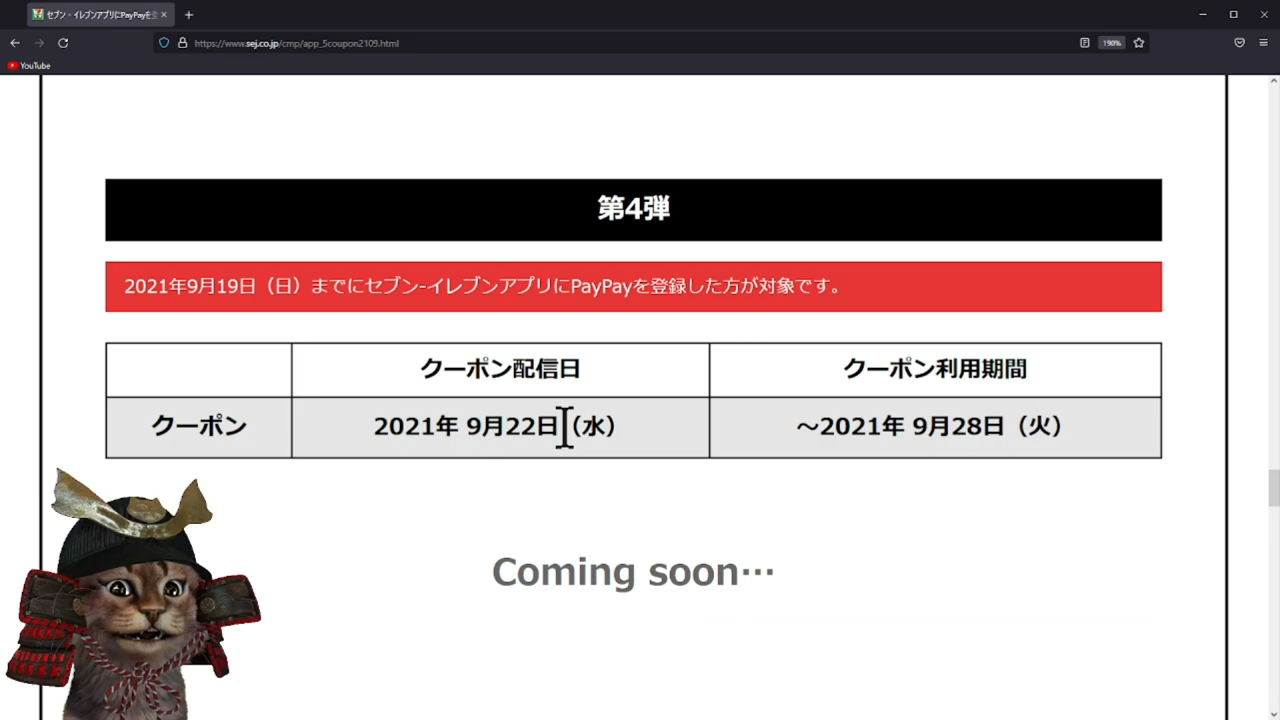 セブン‐イレブンアプリにPayPayを
https://www.sej.co.jp/cmp/app_5coupon2109.html
190%
YouTube
第4弾
2021年9月19日（日）までにセブン‐イレブンアプリにPayPayを登録した方が対象です。
クーポン配信日 クーポン利用期間
クーポン 2021年 9月22日（水） ～2021年 9月28日（火）
Coming soon…